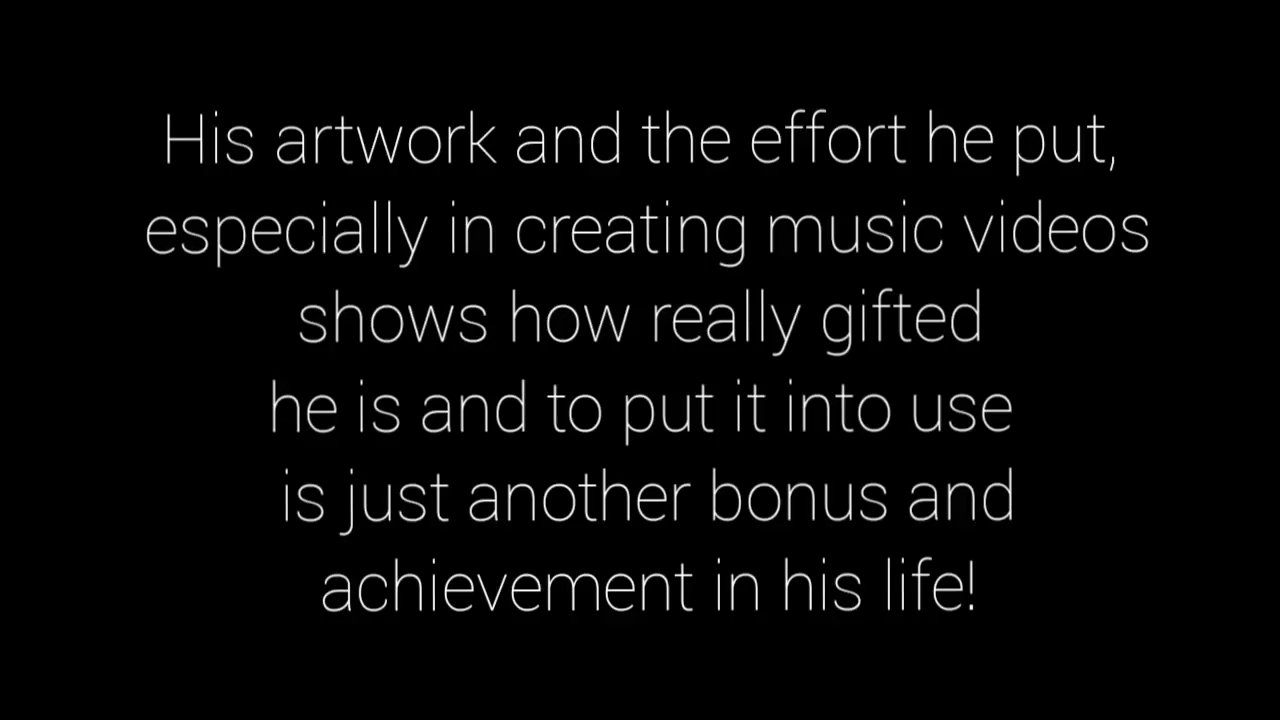 His artwork and the effort he put,
especially in creating music videos
shows how really gifted
he is and to put it into use
is just another bonus and
achievement in his life!